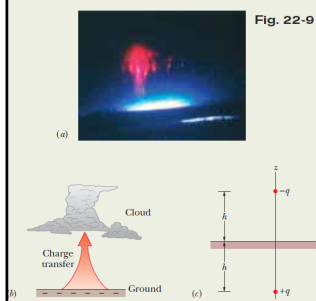 Fig. 22-9
(a)
Cloud
Charge
transfer
Ground
b)
z
–q
h
h
+q
(c)